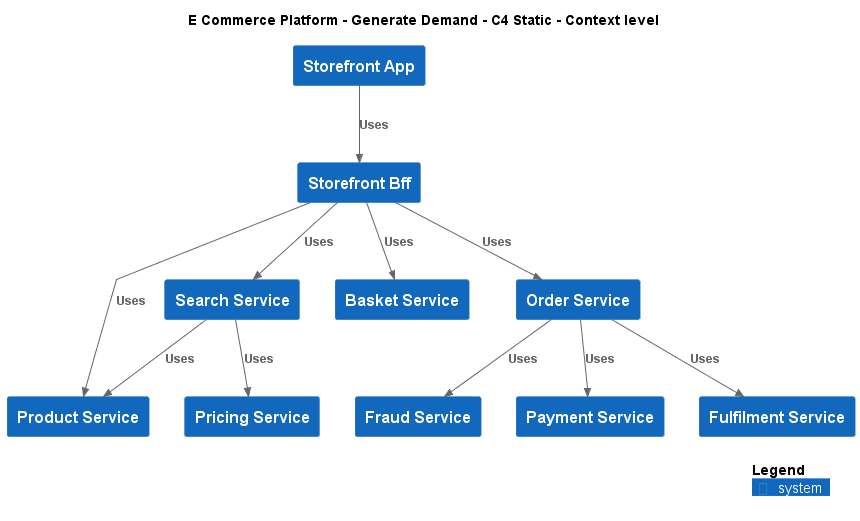 E Commerce Platform - Generate Demand - C4 Static - Context level
Storefront App
Uses
Storefront Bff
Uses
Uses
Uses
Uses
Search Service
Basket Service
Order Service
Uses
Uses
Uses
Uses
Uses
Product Service
Pricing Service
Fraud Service
Payment Service
Fulfilment Service
Legend
system